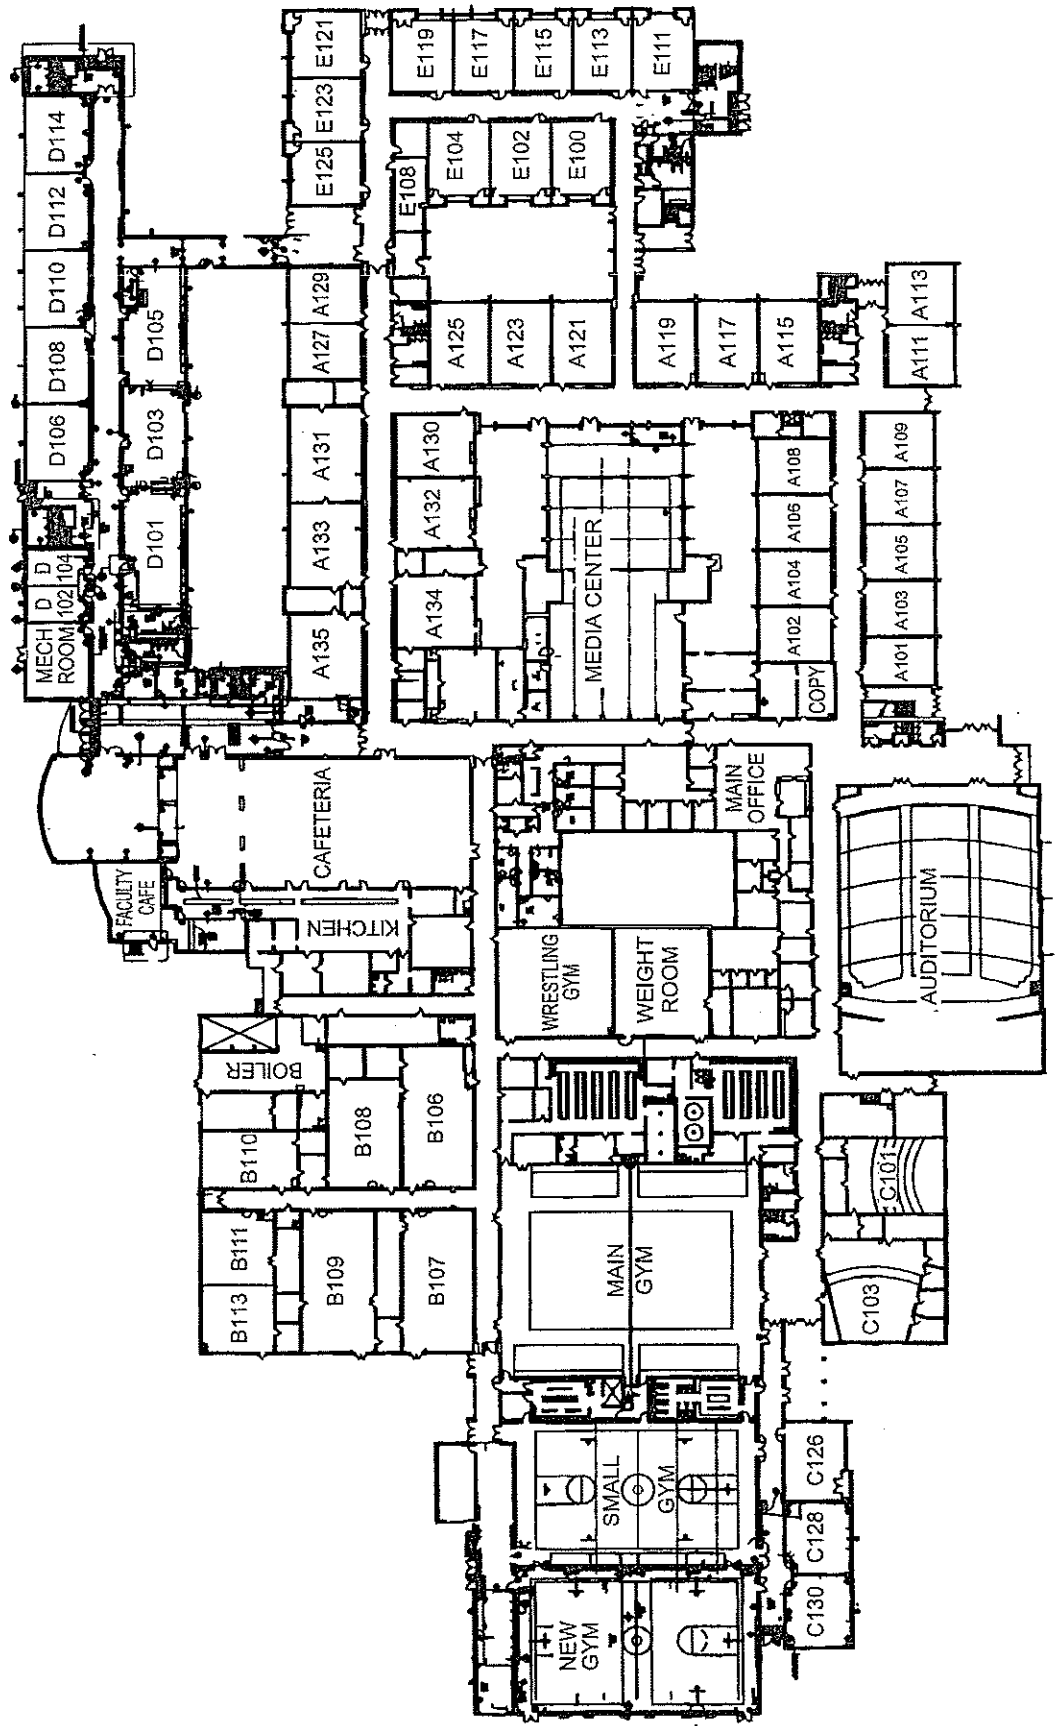 E121
E123
E125
E119
E117
E115
E113
E111
E108
E104
E102
E100
D114
D112
D110
D108
D106
D
104
D
102
MECH
ROOM
D105
D103
D101
A129
A127
A131
A133
A135
A125
A123
A121
A119
A117
A115
A113
A111
A130
A132
A134
MEDIA CENTER
A108
A106
A104
A102
COPY
A109
A107
A105
A103
A101
CAFETERIA
FACULTY
CAFE
KITCHEN
MAIN
OFFICE
WRESTLING
GYM
WEIGHT
ROOM
AUDITORIUM
BOILER
B110
B108
B106
B111
B113
B109
B107
MAIN
GYM
C101
C103
SMALL
GYM
NEW
GYM
C126
C128
C130